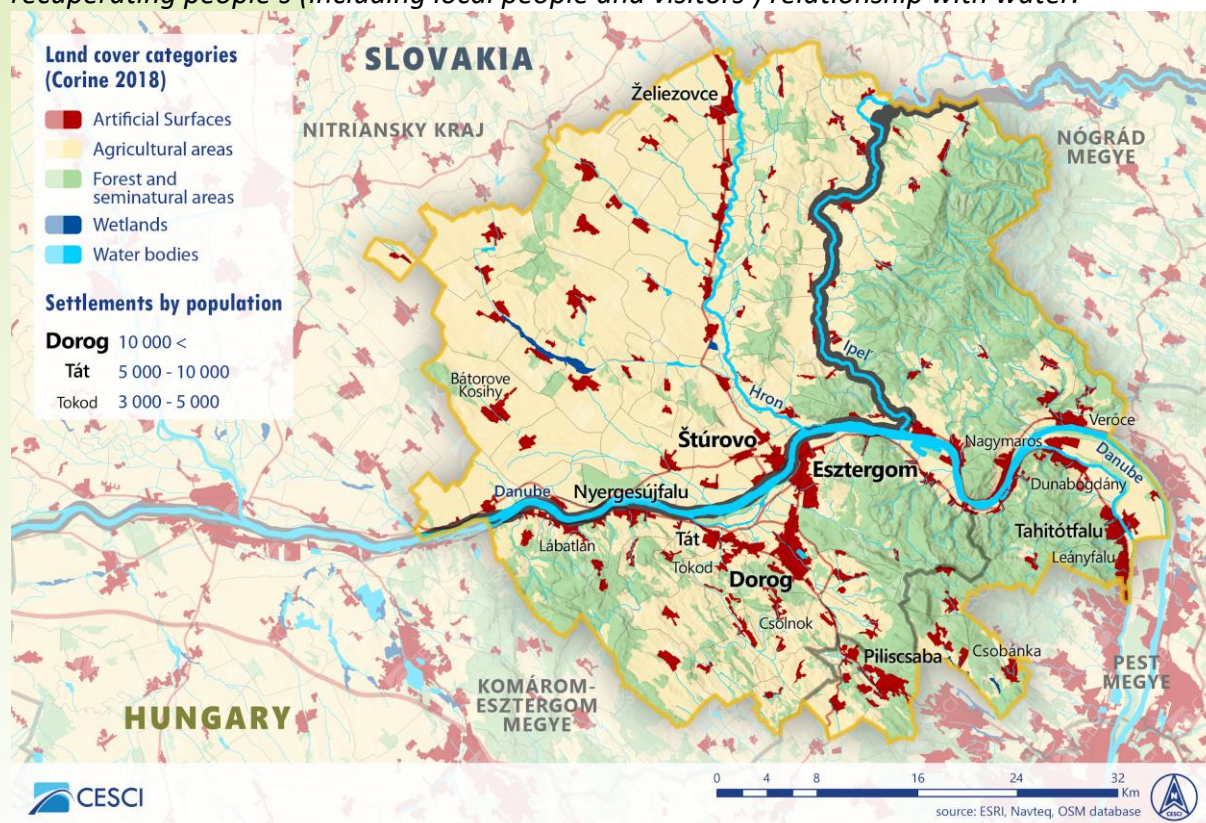 recuperating people's (including local people and visitors') relationship with water.
Land cover categories
(Corine 2018)
Artificial Surfaces
Agricultural areas
Forest and
seminatural areas
Wetlands
Water bodies
Settlements by population
Dorog 10 000 <
Tát 5 000 - 10 000
Tokod 3 000 - 5 000
SLOVAKIA
NITRIANSKY KRAJ
Želiezovce
NÓGRÁD
MEGYE
Ipeľ
Bátorove
Kosihy
Hron
Štúrovo
Esztergom
Nagymaros
Verőce
Danube
Dunabogdány
Danube
Nyergesújfalu
Lábatlán
Tát
Tokod
Dorog
Tahitótfalu
Leányfalu
Csolnok
Piliscsaba
Csobánka
PEST
MEGYE
KOMÁROM-
ESZTERGOM
MEGYE
HUNGARY
CESCI
0 4 8 16 24 32
Km
source: ESRI, Navteq, OSM database
N
CESCI